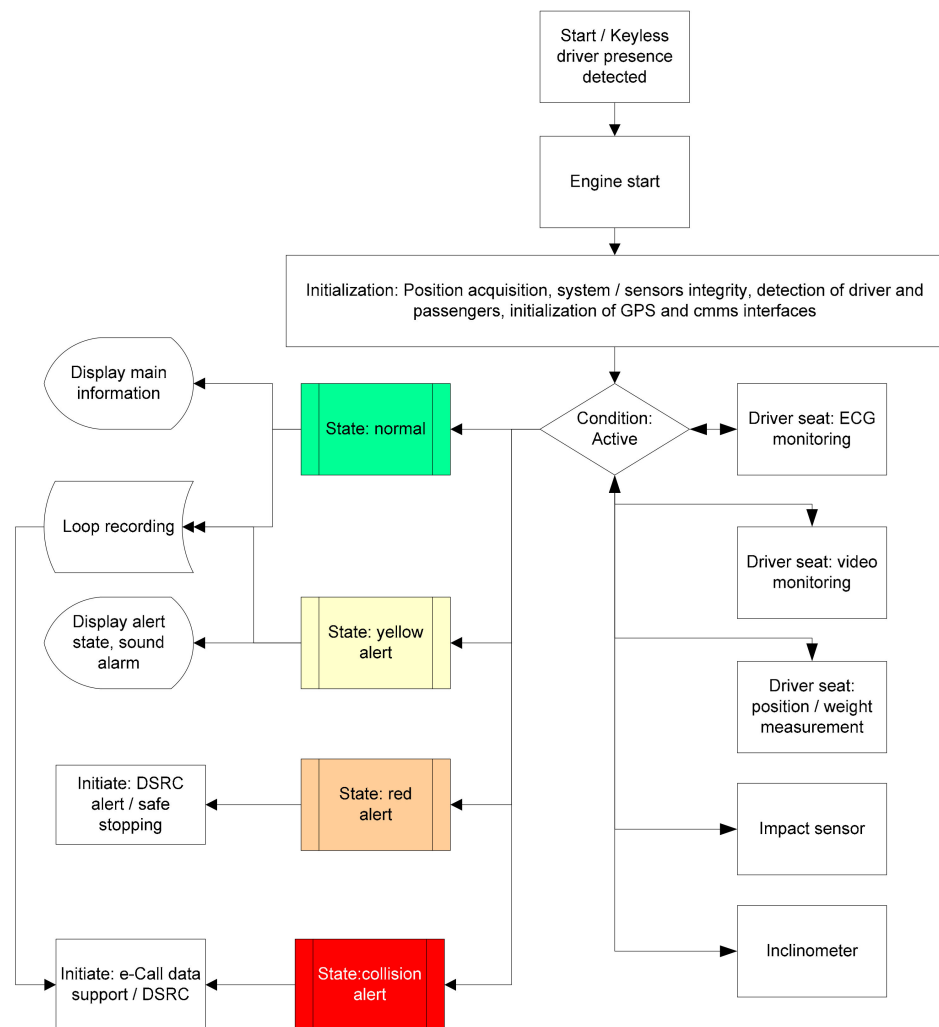 Start / Keyless
driver presence
detected
Engine start
Initialization: Position acquisition, system / sensors integrity, detection of driver and
passengers, initialization of GPS and cmms interfaces
Display main
information
State: normal
Condition:
Active
Driver seat: ECG
monitoring
Loop recording
Driver seat: video
monitoring
Display alert
state, sound
alarm
State: yellow
alert
Driver seat:
position / weight
measurement
Initiate: DSRC
alert / safe
stopping
State: red
alert
Impact sensor
Initiate: e-Call data
support / DSRC
State:collision
alert
Inclinometer